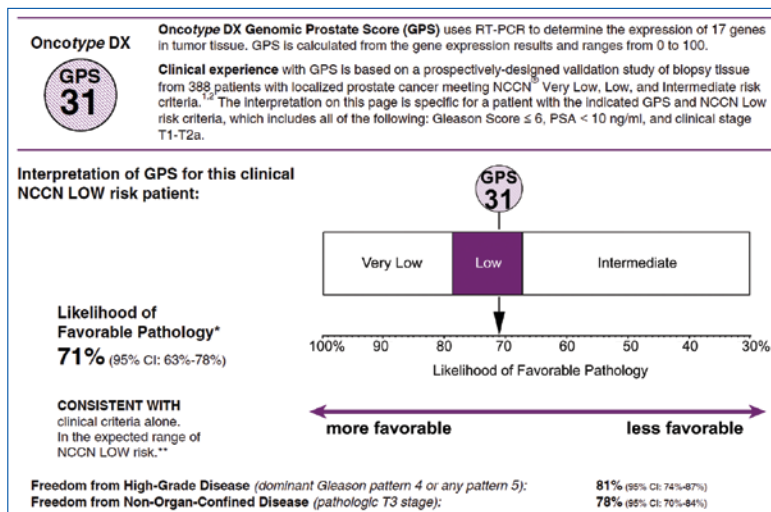 Oncotype DX
GPS
31
Oncotype DX Genomic Prostate Score (GPS) uses RT-PCR to determine the expression of 17 genes
in tumor tissue. GPS is calculated from the gene expression results and ranges from 0 to 100.
Clinical experience with GPS is based on a prospectively-designed validation study of biopsy tissue
from 388 patients with localized prostate cancer meeting NCCN® Very Low, Low, and Intermediate risk
criteria.1,2 The interpretation on this page is specific for a patient with the indicated GPS and NCCN Low
risk criteria, which includes all of the following: Gleason Score ≤ 6, PSA < 10 ng/ml, and clinical stage
T1-T2a.
Interpretation of GPS for this clinical
NCCN LOW risk patient:
GPS
31
Very Low Low Intermediate
Likelihood of
Favorable Pathology*
71% (95% CI: 63%-78%)
100% 90 80 70 60 50 40 30%
Likelihood of Favorable Pathology
CONSISTENT WITH
clinical criteria alone.
In the expected range of
NCCN LOW risk.**
more favorable less favorable
Freedom from High-Grade Disease (dominant Gleason pattern 4 or any pattern 5): 81% (95% CI: 74%-87%)
Freedom from Non-Organ-Confined Disease (pathologic T3 stage): 78% (95% CI: 70%-84%)